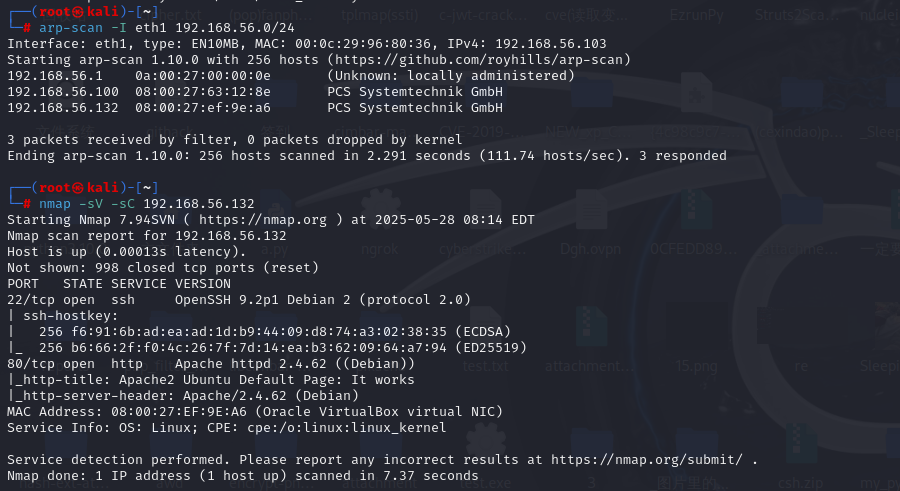 ┌──(root㉿kali)-[~]
└─# arp-scan -I eth1 192.168.56.0/24
Interface: eth1, type: EN10MB, MAC: 00:0c:29:96:80:36, IPv4: 192.168.56.103
Starting arp-scan 1.10.0 with 256 hosts (https://github.com/royhills/arp-scan)
192.168.56.1    0a:00:27:00:00:0e       (Unknown: locally administered)
192.168.56.100  08:00:27:63:12:8e       PCS Systemtechnik GmbH
192.168.56.132  08:00:27:ef:9e:a6       PCS Systemtechnik GmbH

3 packets received by filter, 0 packets dropped by kernel
Ending arp-scan 1.10.0: 256 hosts scanned in 2.291 seconds (111.74 hosts/sec). 3 responded

┌──(root㉿kali)-[~]
└─# nmap -sV -sC 192.168.56.132
Starting Nmap 7.94SVN ( https://nmap.org ) at 2025-05-28 08:14 EDT
Nmap scan report for 192.168.56.132
Host is up (0.00013s latency).
Not shown: 998 closed tcp ports (reset)
PORT   STATE SERVICE VERSION
22/tcp open  ssh     OpenSSH 9.2p1 Debian 2 (protocol 2.0)
| ssh-hostkey:
|   256 f6:91:6b:ad:ea:ad:1d:b9:44:09:d8:74:a3:02:38:35 (ECDSA)
|_  256 b6:66:2f:f0:4c:26:7f:7d:14:ea:b3:62:09:64:a7:94 (ED25519)
80/tcp open  http    Apache httpd 2.4.62 ((Debian))
|_http-title: Apache2 Ubuntu Default Page: It works
|_http-server-header: Apache/2.4.62 (Debian)
MAC Address: 08:00:27:EF:9E:A6 (Oracle VirtualBox virtual NIC)
Service Info: OS: Linux; CPE: cpe:/o:linux:linux_kernel

Service detection performed. Please report any incorrect results at https://nmap.org/submit/ .
Nmap done: 1 IP address (1 host up) scanned in 7.37 seconds